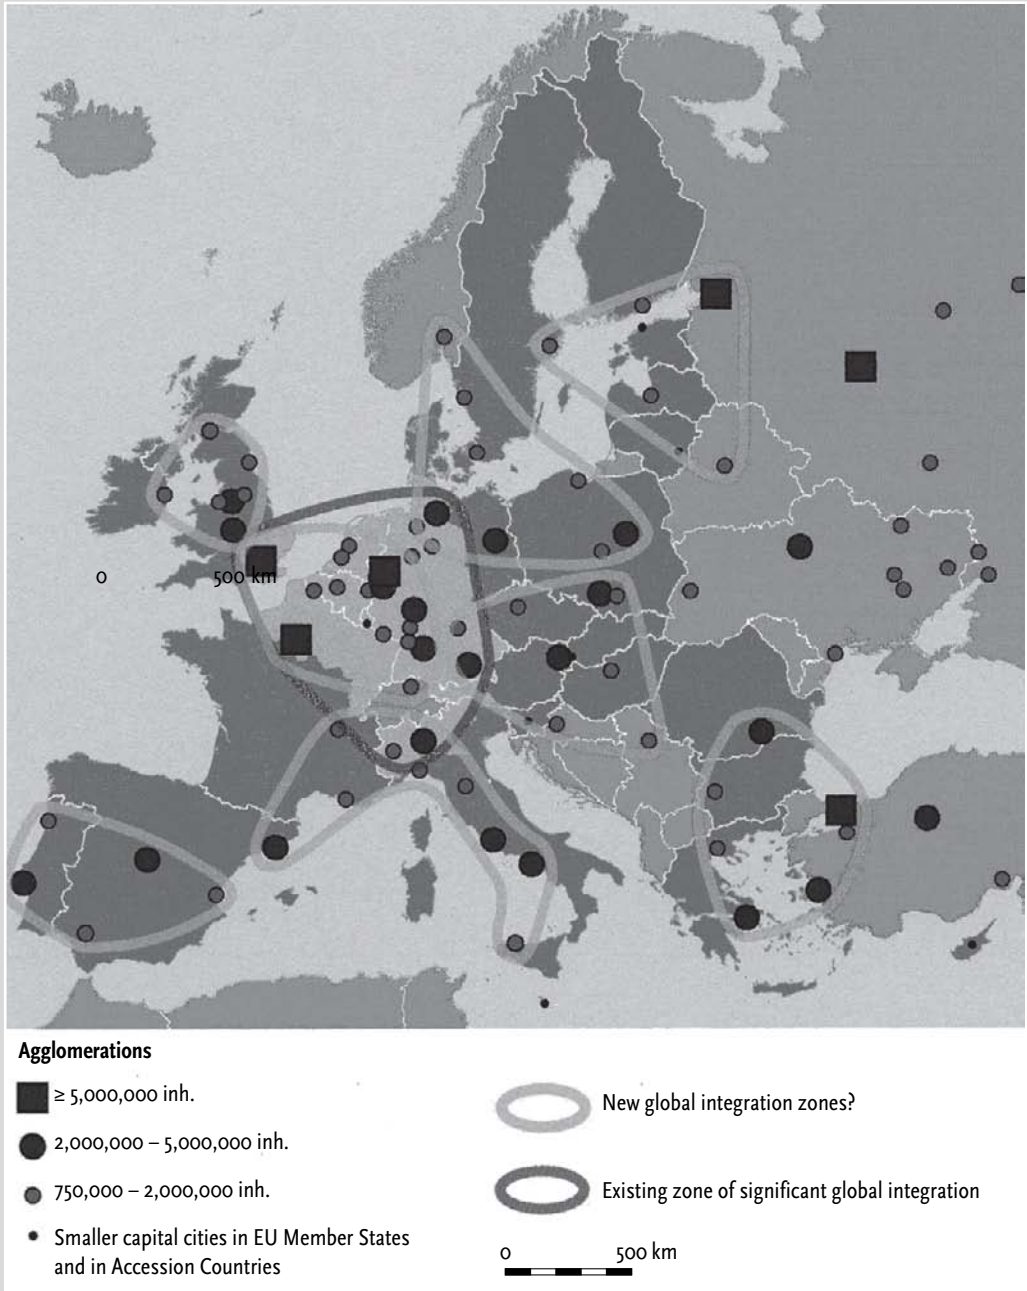 0
500 km
Agglomerations
≥ 5,000,000 inh.
2,000,000 – 5,000,000 inh.
750,000 – 2,000,000 inh.
Smaller capital cities in EU Member States
and in Accession Countries
New global integration zones?
Existing zone of significant global integration
0
500 km